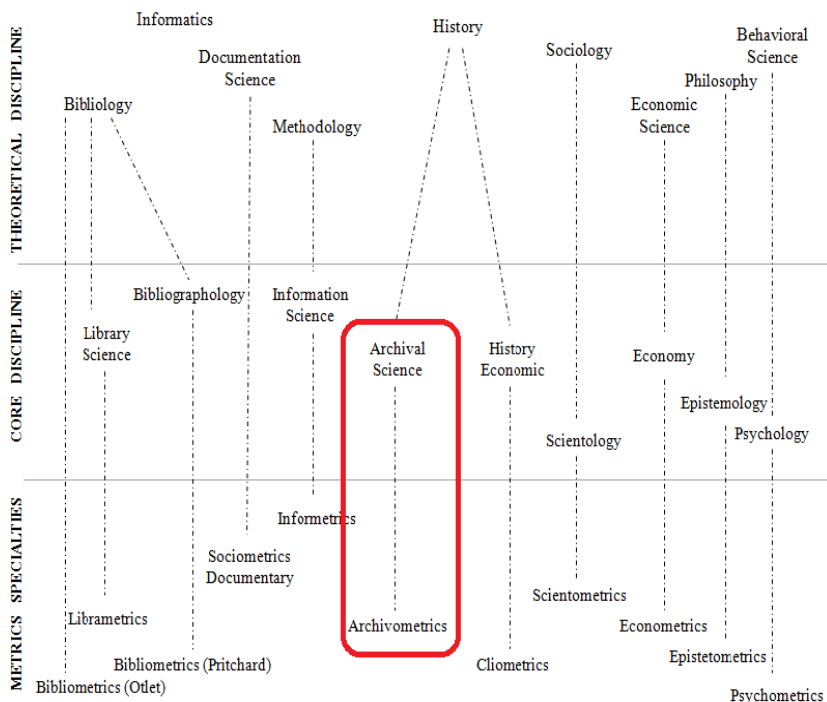 THEORETICAL DISCIPLINE
Informatics
History
Behavioral
Science
Sociology
Documentation
Science
Philosophy
Bibliology
Economic
Science
Methodology
CORE DISCIPLINE
Bibliographology
Information
Science
Library
Science
Archival
Science
History
Economic
Economy
Epistemology
Psychology
Scientology
METRICS SPECIALTIES
Informetrics
Sociometrics
Documentary
Scientometrics
Librametrics
Archivometrics
Econometrics
Bibliometrics (Pritchard)
Cliometrics
Epistetometrics
Bibliometrics (Otlet)
Psychometrics